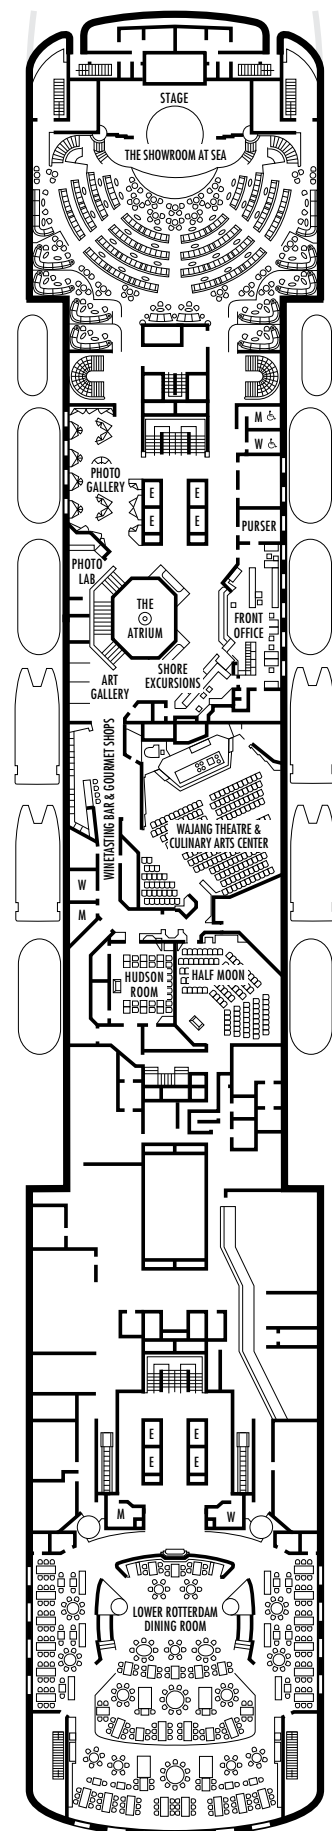 STAGE
THE SHOWROOM AT SEA
M
W
PHOTO
GALLERY
E
E
E
E
PURSER
PHOTO
LAB
THE
ATRIUM
FRONT
OFFICE
ART
GALLERY
SHORE
EXCURSIONS
WINETASTING BAR & GOURMET SHOPS
WAJANG THEATRE &
CULINARY ARTS CENTER
W
M
HUDSON
ROOM
HALF MOON
E
E
E
E
M
W
LOWER ROTTERDAM
DINING ROOM